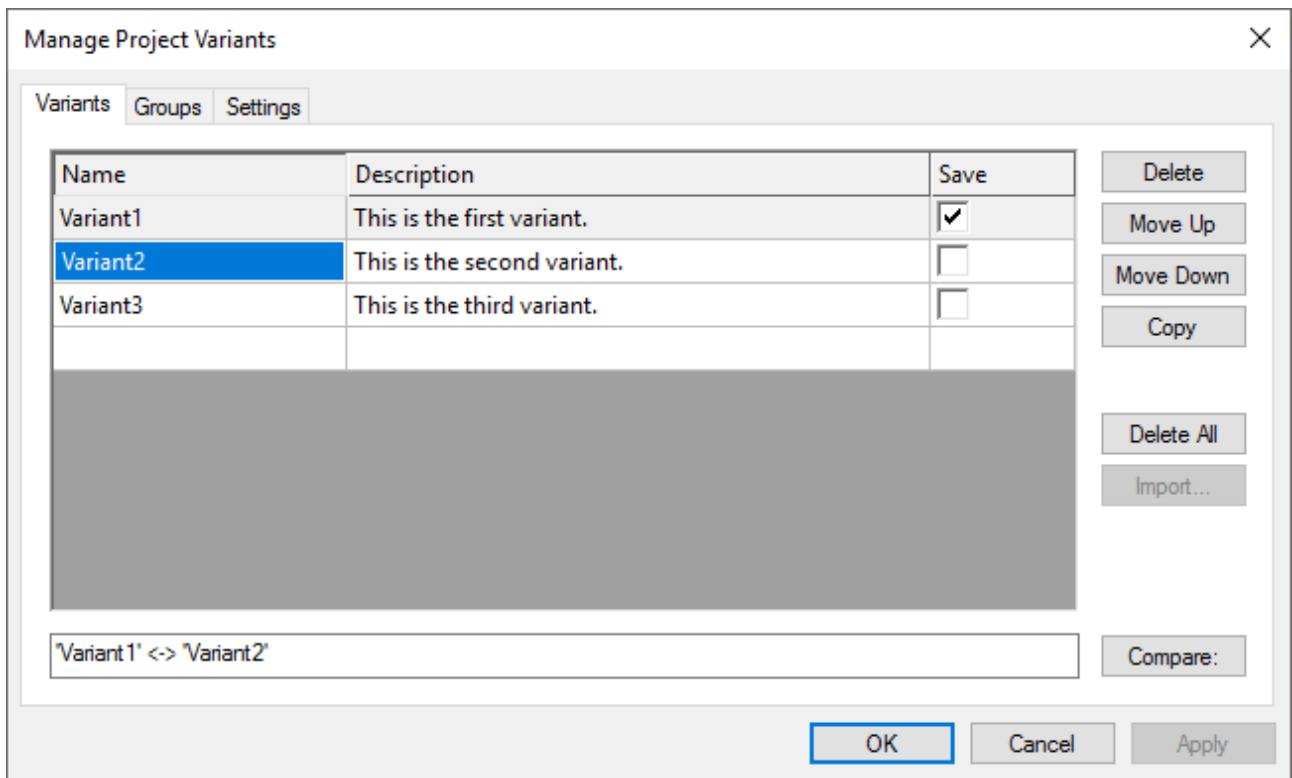 Manage Project Variants
Variants Groups Settings
Name Description Save
Variant1 This is the first variant.
Variant2 This is the second variant.
Variant3 This is the third variant.
Delete
Move Up
Move Down
Copy
Delete All
Import...
'Variant1' <-> 'Variant2'
Compare:
OK Cancel Apply